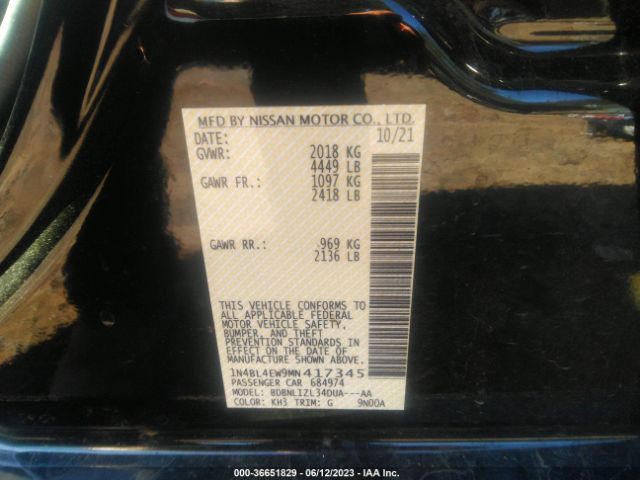 MFD BY NISSAN MOTOR CO., LTD.
DATE: 10/21
GVWR: 2018 KG
4449 LB
GAWR FR.: 1097 KG
2418 LB
GAWR RR.: 969 KG
2136 LB
THIS VEHICLE CONFORMS TO
ALL APPLICABLE FEDERAL
MOTOR VEHICLE SAFETY,
BUMPER, AND THEFT
PREVENTION STANDARDS IN
EFFECT ON THE DATE OF
MANUFACTURE SHOWN ABOVE.
1N4BL4EW9MN417345
PASSENGER CAR 684974
MODEL: BDBNLIZL34DUA---AA
COLOR: KH3 TRIM: G 9N00A
000-36651829 - 06/12/2023 - IAA Inc.